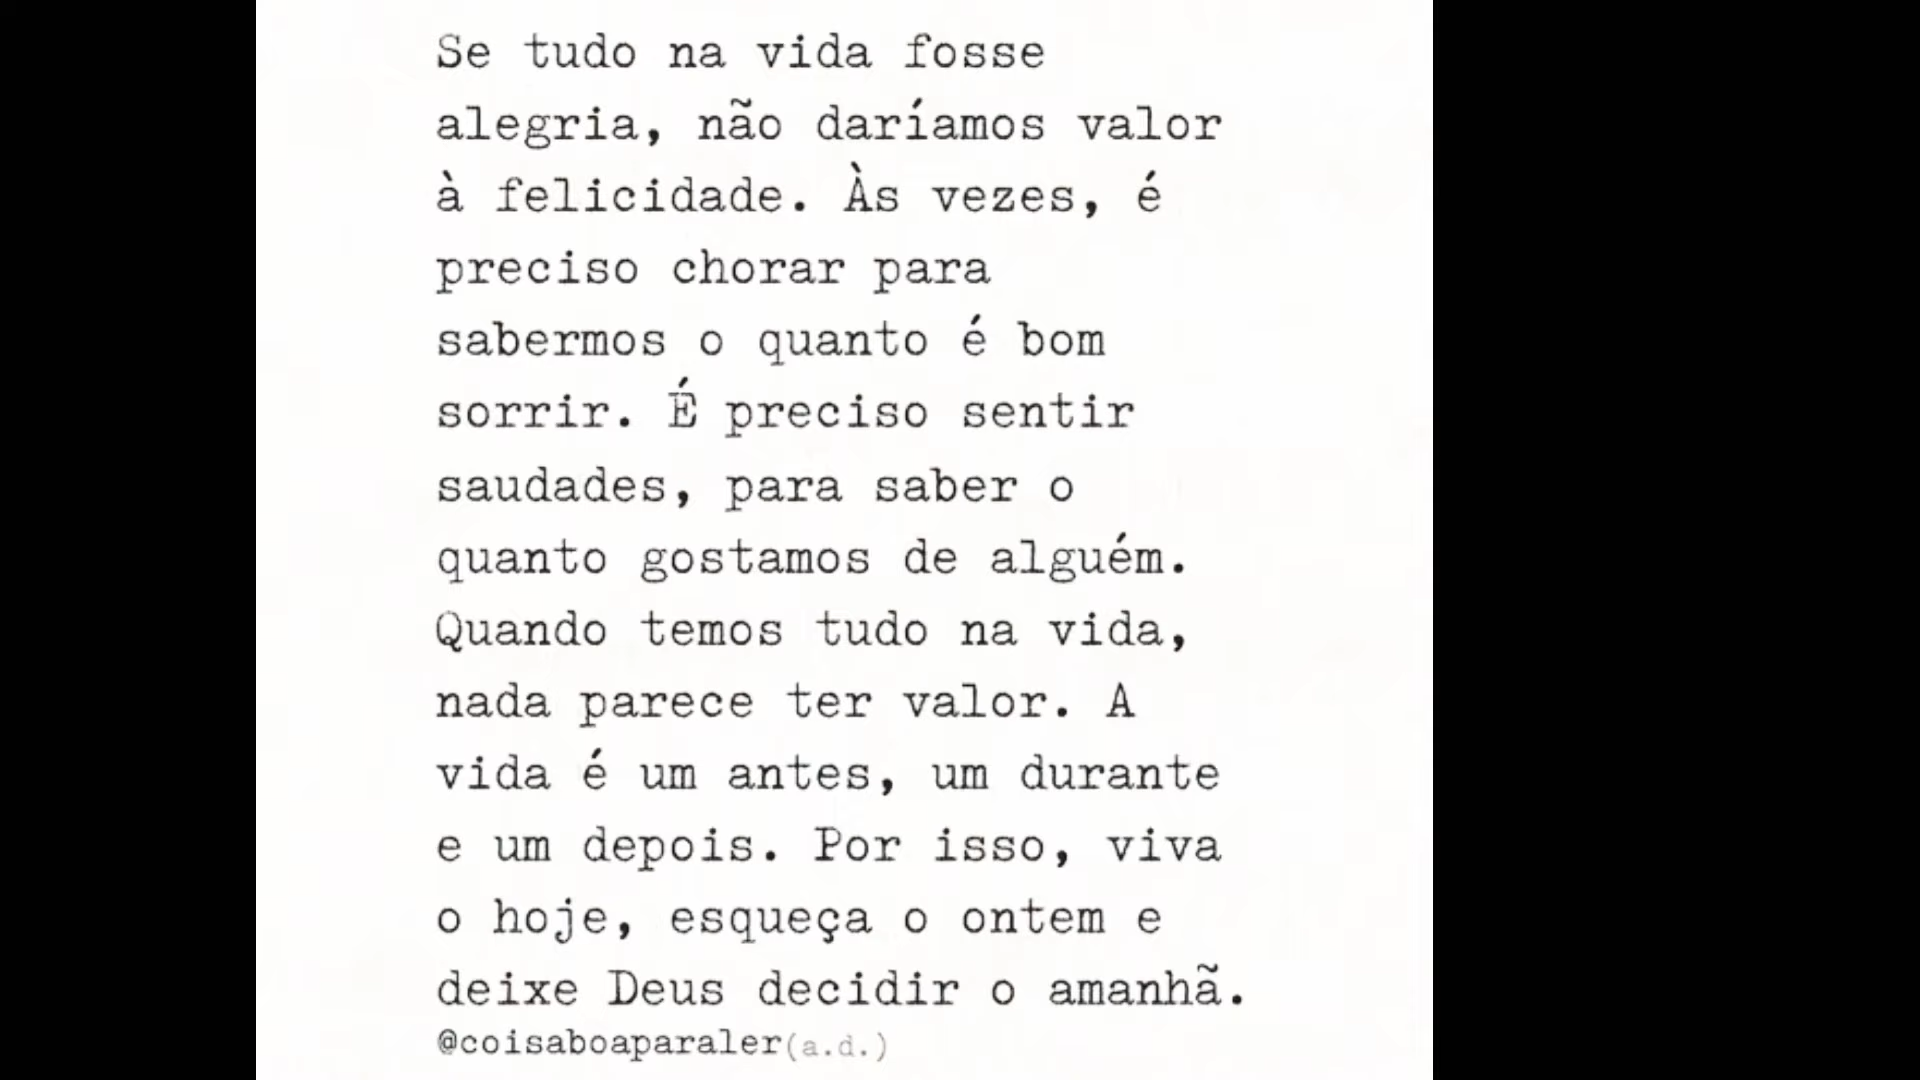 Se tudo na vida fosse
alegria, não daríamos valor
à felicidade. Às vezes, é
preciso chorar para
sabermos o quanto é bom
sorrir. É preciso sentir
saudades, para saber o
quanto gostamos de alguém.
Quando temos tudo na vida,
nada parece ter valor. A
vida é um antes, um durante
e um depois. Por isso, viva
o hoje, esqueça o ontem e
deixe Deus decidir o amanhã.
@coisaboaparaler(a.d.)